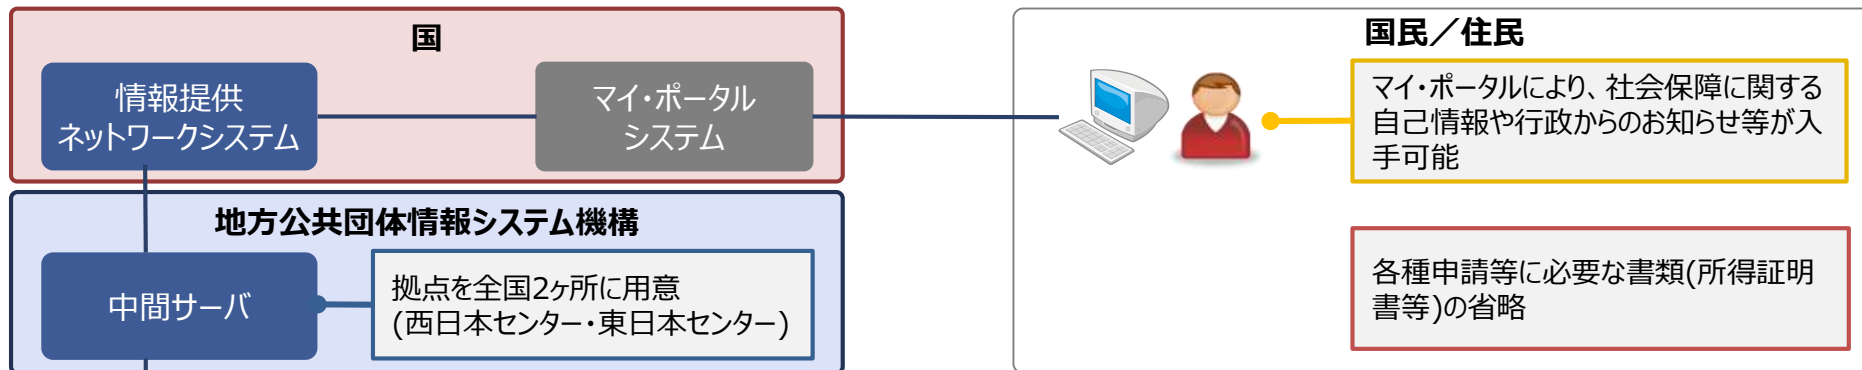 国
情報提供
ネットワークシステム
マイ・ポータル
システム
地方公共団体情報システム機構
中間サーバ
拠点を全国2ヶ所に用意
(西日本センター・東日本センター)
国民／住民
マイ・ポータルにより、社会保障に関する
自己情報や行政からのお知らせ等が入
手可能
各種申請等に必要な書類(所得証明
書等)の省略